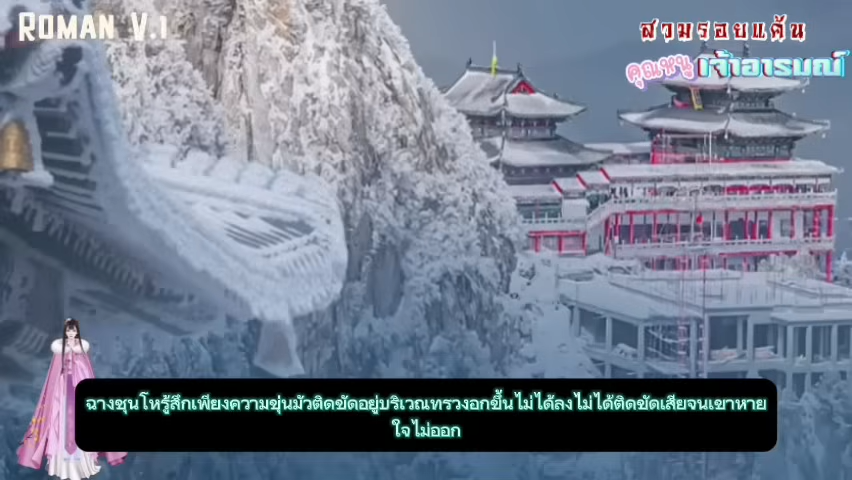 ROMAN V.1
สวมรอยแค้น
คุณหนู เจ้าอารมณ์
ฉางชุนโหรู้สึกเพียงความขุ่นมัวติดขัดอยู่บริเวณทรวงอกขึ้นไม่ได้ลงไม่ได้ติดขัดเสียจนเขาหาย
ใจไม่ออก